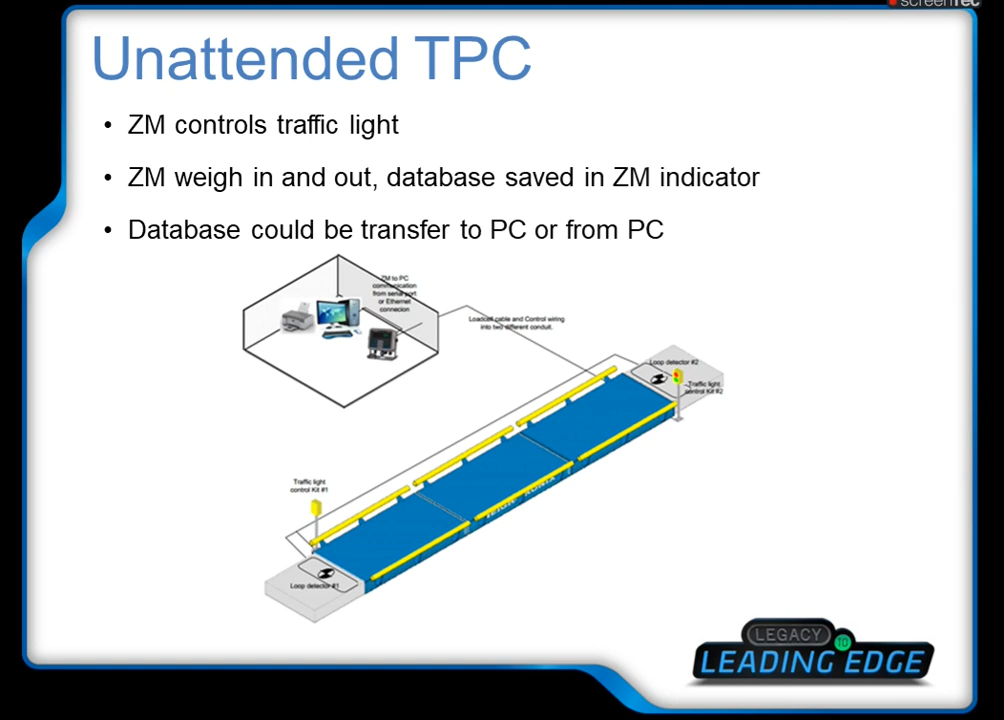 screenrec
Unattended TPC
• ZM controls traffic light
• ZM weigh in and out, database saved in ZM indicator
• Database could be transfer to PC or from PC
ZM to PC
communication
from serial port
or Ethernet
connecion
Loadcell cable and Control wiring
into two different conduit.
Loop detector #2
Traffic light
control Kit #2
Traffic light
control Kit #1
Loop detector #1
LEGACY
TO
LEADING EDGE